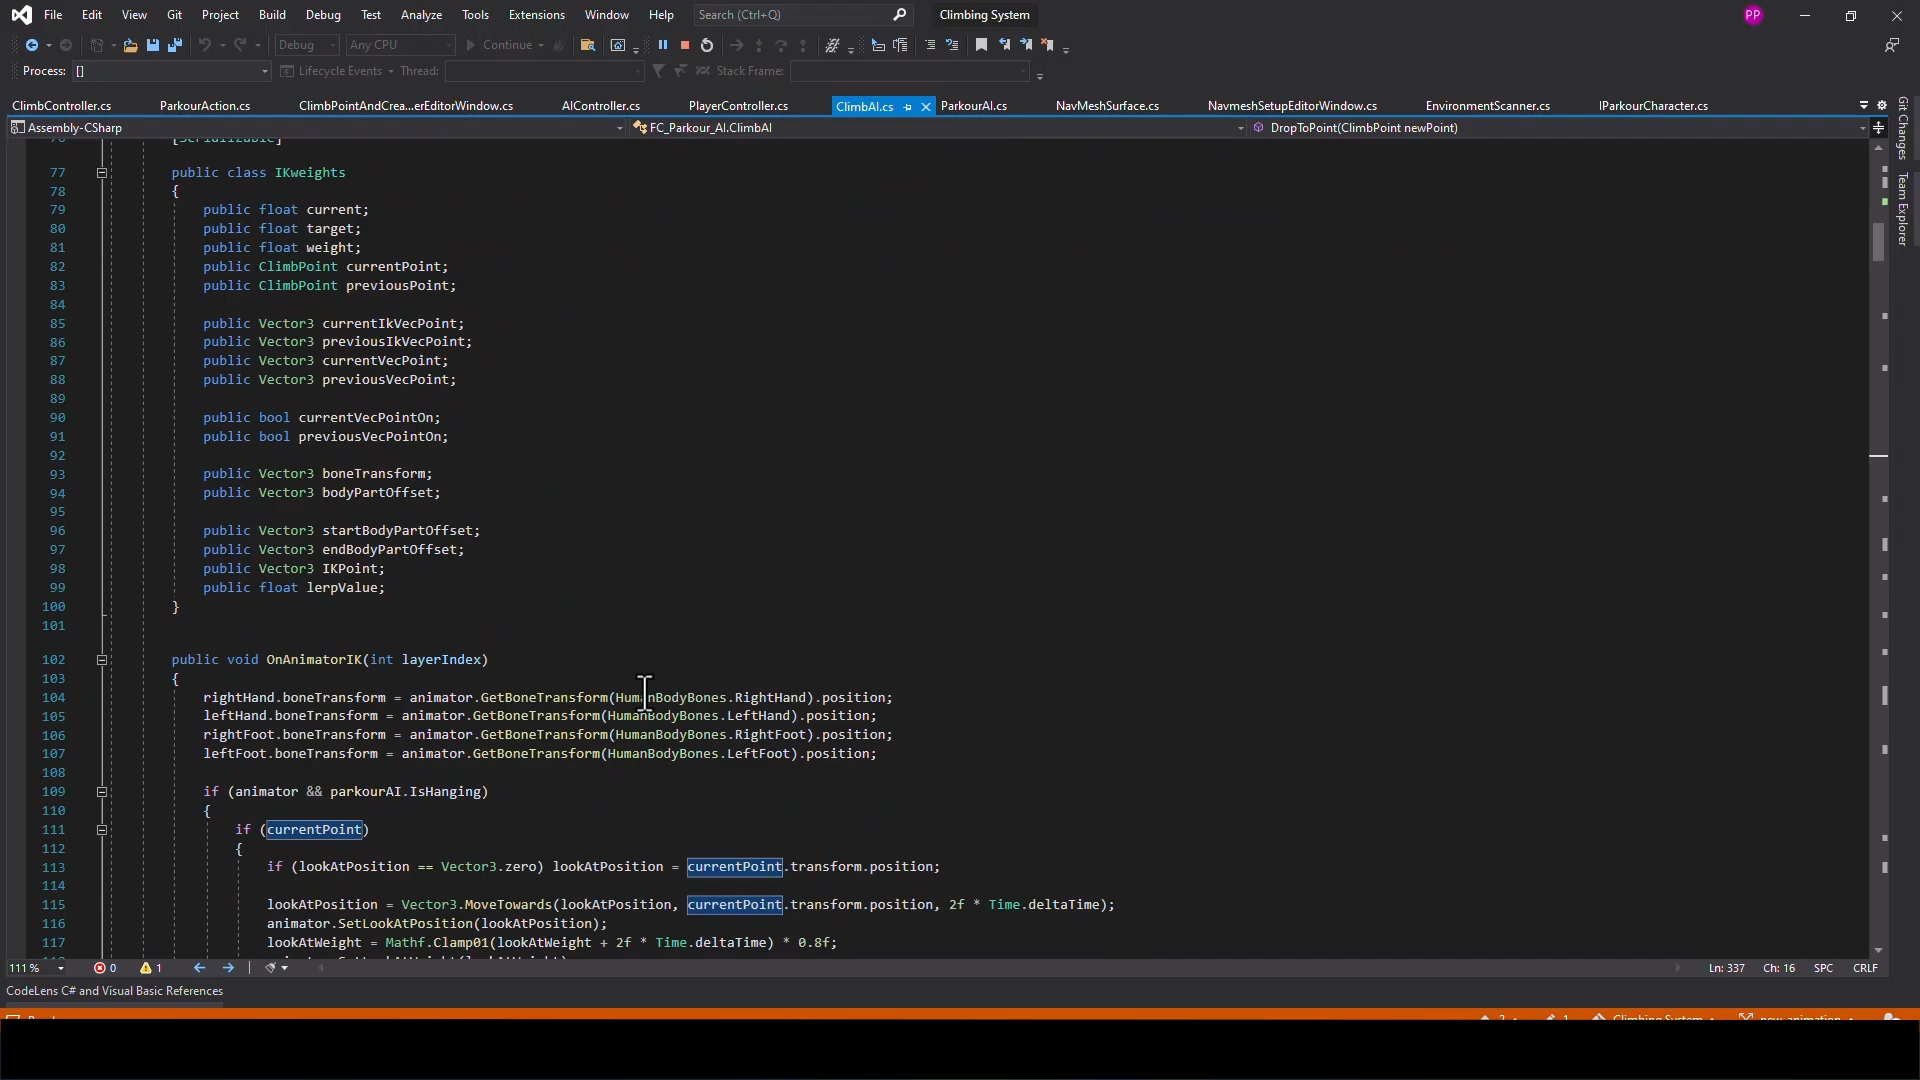 File Edit View Git Project Build Debug Test Analyze Tools Extensions Window Help Search (Ctrl+Q) Climbing System PP
Debug Any CPU Continue
Process: [] Lifecycle Events Thread: Stack Frame:
ClimbController.cs ParkourAction.cs ClimbPointAndCrea...erEditorWindow.cs AIController.cs PlayerController.cs ClimbAI.cs ParkourAI.cs NavMeshSurface.cs NavmeshSetupEditorWindow.cs EnvironmentScanner.cs IParkourCharacter.cs
Assembly-CSharp FC_Parkour_AI.ClimbAI DropToPoint(ClimbPoint newPoint)
Git Changes
Team Explorer
76 [Serializable]
77 public class IKweights
78 {
79 public float current;
80 public float target;
81 public float weight;
82 public ClimbPoint currentPoint;
83 public ClimbPoint previousPoint;
84
85 public Vector3 currentIkVecPoint;
86 public Vector3 previousIkVecPoint;
87 public Vector3 currentVecPoint;
88 public Vector3 previousVecPoint;
89
90 public bool currentVecPointOn;
91 public bool previousVecPointOn;
92
93 public Vector3 boneTransform;
94 public Vector3 bodyPartOffset;
95
96 public Vector3 startBodyPartOffset;
97 public Vector3 endBodyPartOffset;
98 public Vector3 IKPoint;
99 public float lerpValue;
100 }
101
102 public void OnAnimatorIK(int layerIndex)
103 {
104 rightHand.boneTransform = animator.GetBoneTransform(HumanBodyBones.RightHand).position;
105 leftHand.boneTransform = animator.GetBoneTransform(HumanBodyBones.LeftHand).position;
106 rightFoot.boneTransform = animator.GetBoneTransform(HumanBodyBones.RightFoot).position;
107 leftFoot.boneTransform = animator.GetBoneTransform(HumanBodyBones.LeftFoot).position;
108
109 if (animator && parkourAI.IsHanging)
110 {
111 if (currentPoint)
112 {
113 if (lookAtPosition == Vector3.zero) lookAtPosition = currentPoint.transform.position;
114
115 lookAtPosition = Vector3.MoveTowards(lookAtPosition, currentPoint.transform.position, 2f * Time.deltaTime);
116 animator.SetLookAtPosition(lookAtPosition);
117 lookAtWeight = Mathf.Clamp01(lookAtWeight + 2f * Time.deltaTime) * 0.8f;
111 % 0 1 Ln: 337 Ch: 16 SPC CRLF
CodeLens C# and Visual Basic References
Climbing System new animation